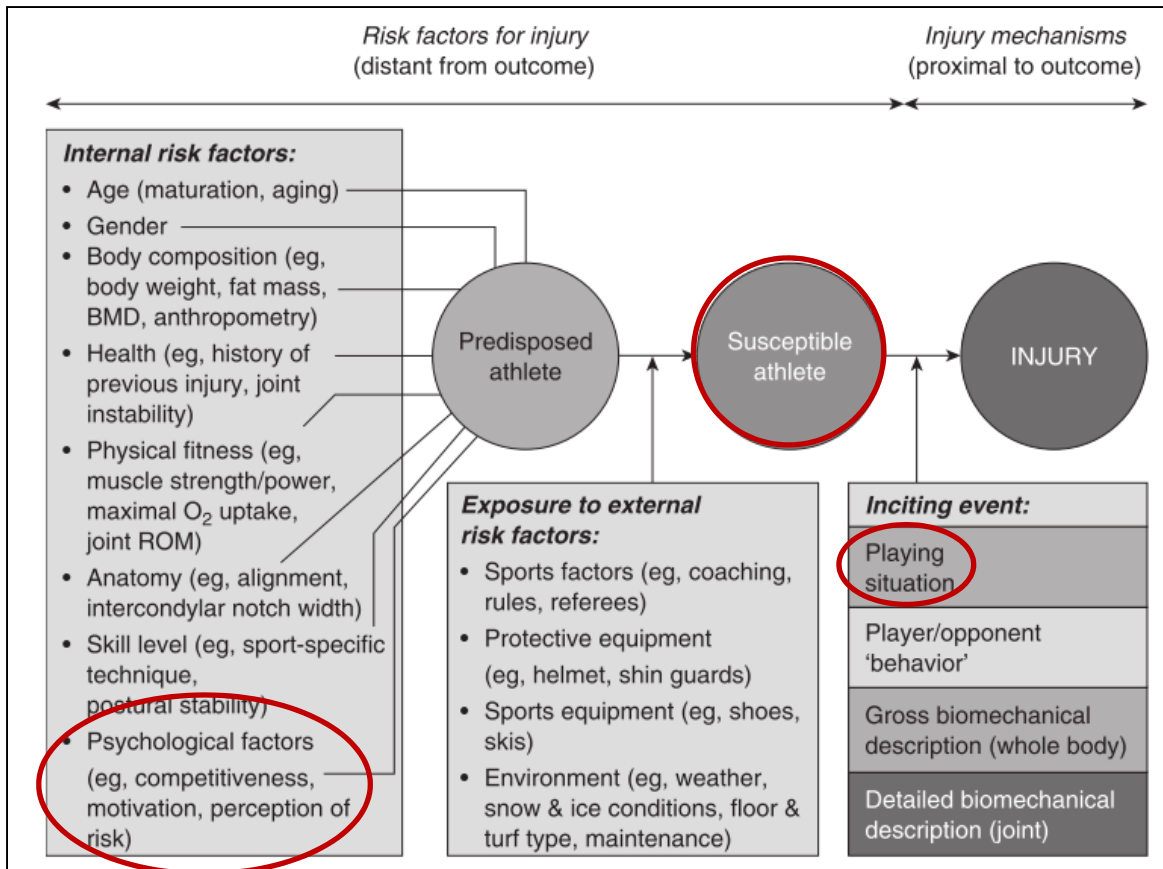 Risk factors for injury
(distant from outcome)
Injury mechanisms
(proximal to outcome)
Internal risk factors:
• Age (maturation, aging)
• Gender
• Body composition (eg,
body weight, fat mass,
BMD, anthropometry)
• Health (eg, history of
previous injury, joint
instability)
• Physical fitness (eg,
muscle strength/power,
maximal O₂ uptake,
joint ROM)
• Anatomy (eg, alignment,
intercondylar notch width)
• Skill level (eg, sport-specific
technique,
postural stability)
• Psychological factors
(eg, competitiveness,
motivation, perception of
risk)
Predisposed
athlete
Susceptible
athlete
INJURY
Exposure to external
risk factors:
• Sports factors (eg, coaching,
rules, referees)
• Protective equipment
(eg, helmet, shin guards)
• Sports equipment (eg, shoes,
skis)
• Environment (eg, weather,
snow & ice conditions, floor &
turf type, maintenance)
Inciting event:
Playing
situation
Player/opponent
‘behavior’
Gross biomechanical
description (whole body)
Detailed biomechanical
description (joint)